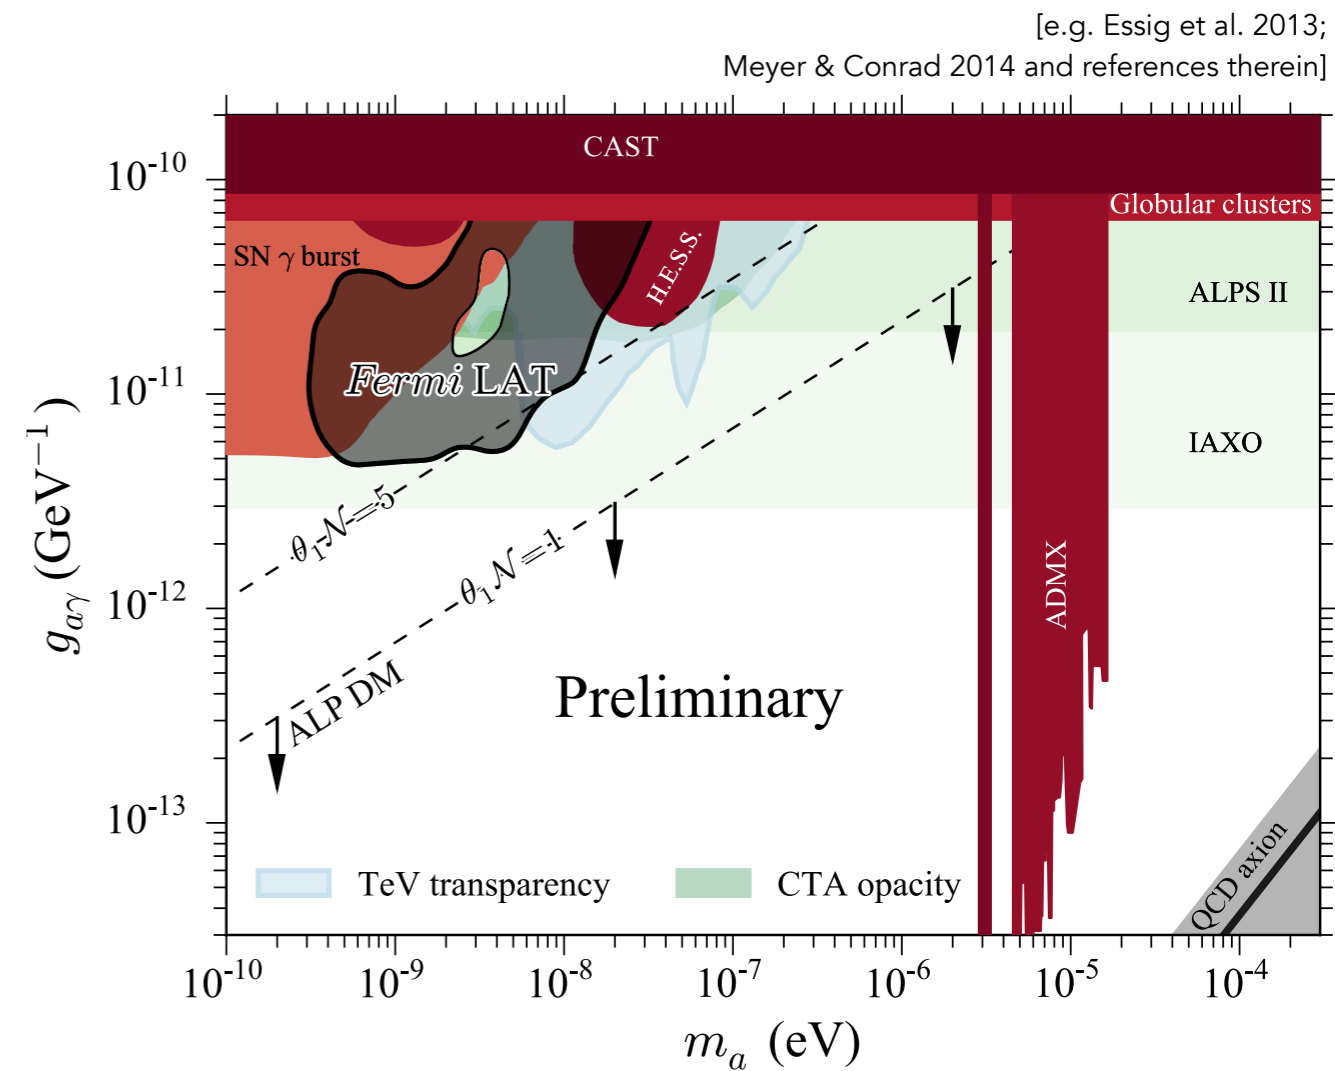 [e.g. Essig et al. 2013;
Meyer & Conrad 2014 and references therein]
CAST
10⁻¹⁰
Globular clusters
SN γ burst
H.E.S.S.
ALPS II
Fermi LAT
10⁻¹¹
IAXO
θ₁𝒩=5
θ₁𝒩=1
ADMX
g_{aγ} (GeV⁻¹)
10⁻¹²
ALP DM
Preliminary
10⁻¹³
TeV transparency
CTA opacity
QCD axion
10⁻¹⁰ 10⁻⁹ 10⁻⁸ 10⁻⁷ 10⁻⁶ 10⁻⁵ 10⁻⁴
m_a (eV)